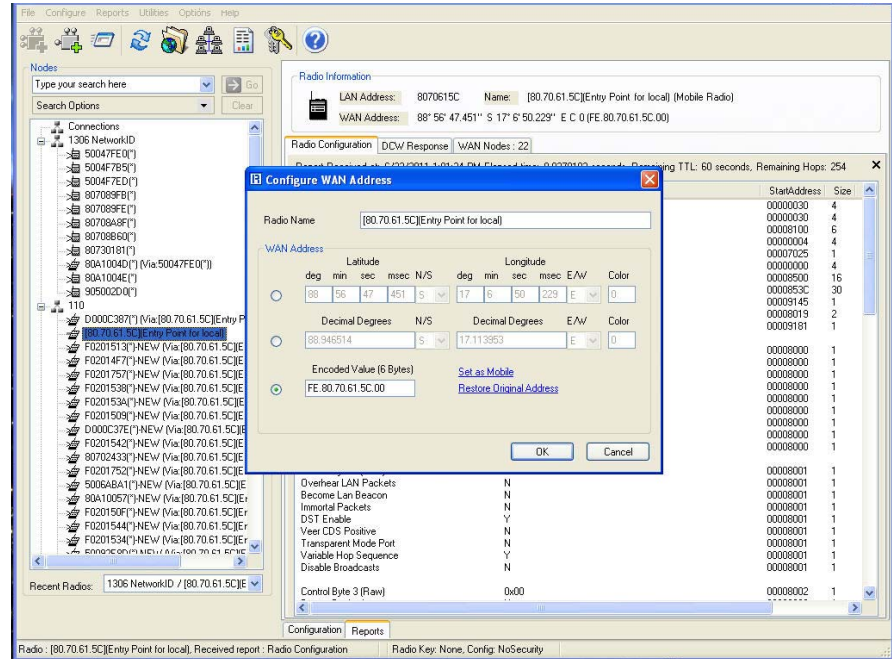 File Configure Reports Utilities Options Help
Nodes
Type your search here
Go
Search Options
Clear
Connections
1306 NetworkID
50047FE0(*)
5004F7B5(*)
5004F7ED(*)
807089FB(*)
807089FE(*)
80708A8F(*)
80708B60(*)
80730181(*)
80A1004D(*) (Via:50047FE0(*))
80A1004E(*)
905002D0(*)
110
D000C387(*) (Via:[80.70.61.5C](Entry P
[80.70.61.5C](Entry Point for local)
F0201513(*)-NEW (Via:[80.70.61.5C](E
F02014F7(*)-NEW (Via:[80.70.61.5C](E
F0201757(*)-NEW (Via:[80.70.61.5C](E
F0201538(*)-NEW (Via:[80.70.61.5C](E
F020153A(*)-NEW (Via:[80.70.61.5C](E
F0201509(*)-NEW (Via:[80.70.61.5C](E
D000C37E(*)-NEW (Via:[80.70.61.5C](E
F0201542(*)-NEW (Via:[80.70.61.5C](E
80702433(*)-NEW (Via:[80.70.61.5C](E
F0201752(*)-NEW (Via:[80.70.61.5C](E
5006ABA1(*)-NEW (Via:[80.70.61.5C](E
80A10057(*)-NEW (Via:[80.70.61.5C](Er
F020150F(*)-NEW (Via:[80.70.61.5C](Er
F0201544(*)-NEW (Via:[80.70.61.5C](Er
F0201534(*)-NEW (Via:[80.70.61.5C](Er
Recent Radios: 1306 NetworkID / [80.70.61.5C](E
Radio Information
LAN Address: 8070615C Name: [80.70.61.5C](Entry Point for local) (Mobile Radio)
WAN Address: 88° 56' 47.451'' S 17° 6' 50.229'' E C 0 (FE.80.70.61.5C.00)
Radio Configuration DCW Response WAN Nodes : 22
seconds, Remaining Hops: 254
StartAddress Size
00000030 4
00000030 4
00008100 6
00000004 4
00007025 1
00000000 4
00008500 16
0000853C 30
00009145 1
00008019 2
00009181 1
00008000 1
00008000 1
00008000 1
00008000 1
00008000 1
00008000 1
00008000 1
00008000 1
00008000 1
00008001 1
Overhear LAN Packets N 00008001 1
Become Lan Beacon N 00008001 1
Immortal Packets N 00008001 1
DST Enable Y 00008001 1
Veer CDS Positive N 00008001 1
Transparent Mode Port N 00008001 1
Variable Hop Sequence Y 00008001 1
Disable Broadcasts N 00008001 1
Control Byte 3 (Raw) 0x00 00008002 1
Configuration Reports
Configure WAN Address
Radio Name [80.70.61.5C](Entry Point for local)
WAN Address
Latitude Longitude
deg min sec msec N/S deg min sec msec E/W Color
88 56 47 451 S 17 6 50 229 E 0
Decimal Degrees N/S Decimal Degrees E/W Color
88.946514 S 17.113953 E 0
Encoded Value (6 Bytes) Set as Mobile
FE.80.70.61.5C.00 Restore Original Address
OK Cancel
Radio : [80.70.61.5C](Entry Point for local), Received report : Radio Configuration Radio Key: None, Config: NoSecurity